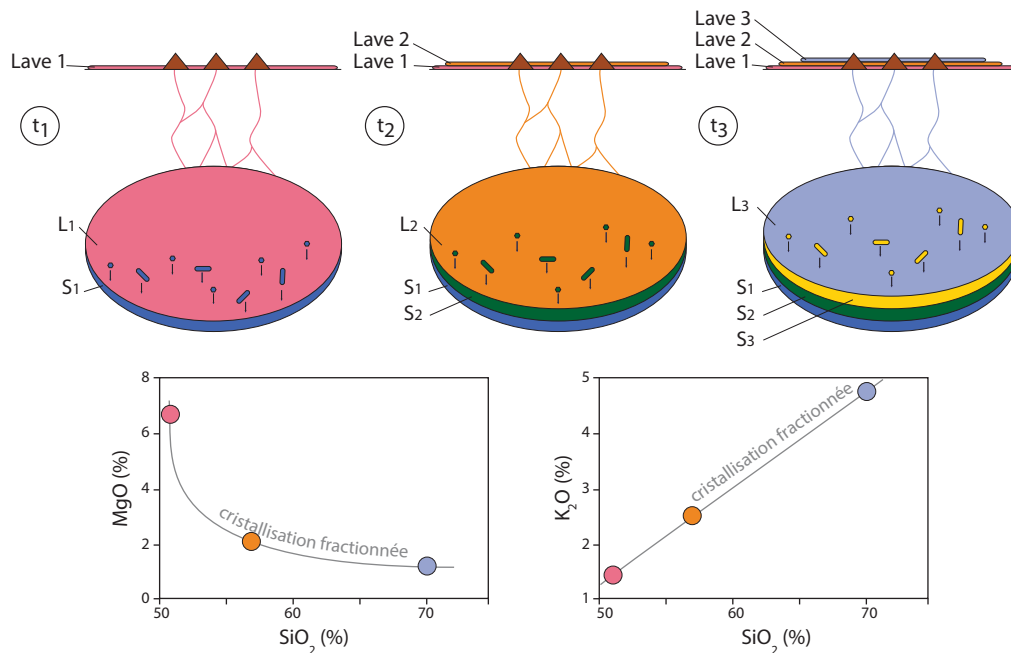 Lave 1
Lave 2
Lave 1
Lave 3
Lave 2
Lave 1
t1
t2
t3
L1
S1
L2
S1
S2
L3
S1
S2
S3
8
6
4
2
0
MgO (%)
cristallisation fractionnée
50
60
70
SiO2 (%)
5
4
3
2
1
K2O (%)
cristallisation fractionnée
50
60
70
SiO2 (%)